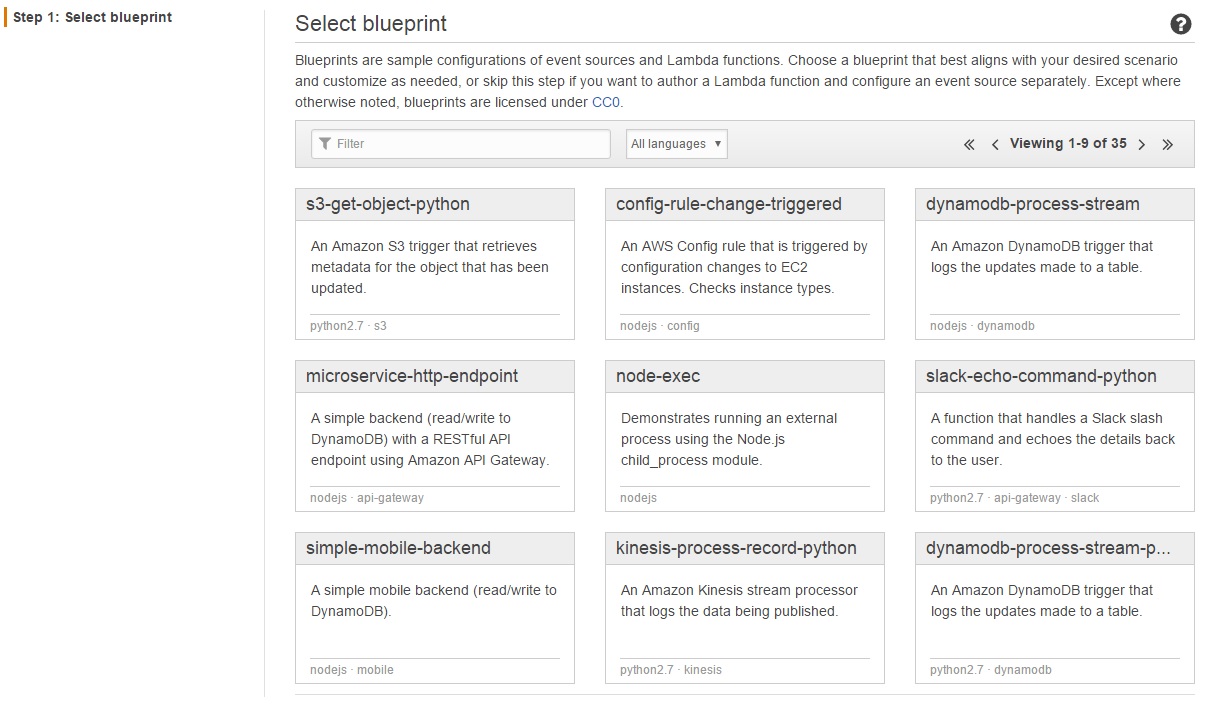 Step 1: Select blueprint
Select blueprint
Blueprints are sample configurations of event sources and Lambda functions. Choose a blueprint that best aligns with your desired scenario
and customize as needed, or skip this step if you want to author a Lambda function and configure an event source separately. Except where
otherwise noted, blueprints are licensed under CC0.
Filter
All languages
Viewing 1-9 of 35
s3-get-object-python
An Amazon S3 trigger that retrieves
metadata for the object that has been
updated.
python2.7 · s3
config-rule-change-triggered
An AWS Config rule that is triggered by
configuration changes to EC2
instances. Checks instance types.
nodejs · config
dynamodb-process-stream
An Amazon DynamoDB trigger that
logs the updates made to a table.
nodejs · dynamodb
microservice-http-endpoint
A simple backend (read/write to
DynamoDB) with a RESTful API
endpoint using Amazon API Gateway.
nodejs · api-gateway
node-exec
Demonstrates running an external
process using the Node.js
child_process module.
nodejs
slack-echo-command-python
A function that handles a Slack slash
command and echoes the details back
to the user.
python2.7 · api-gateway · slack
simple-mobile-backend
A simple mobile backend (read/write to
DynamoDB).
nodejs · mobile
kinesis-process-record-python
An Amazon Kinesis stream processor
that logs the data being published.
python2.7 · kinesis
dynamodb-process-stream-p...
An Amazon DynamoDB trigger that
logs the updates made to a table.
python2.7 · dynamodb